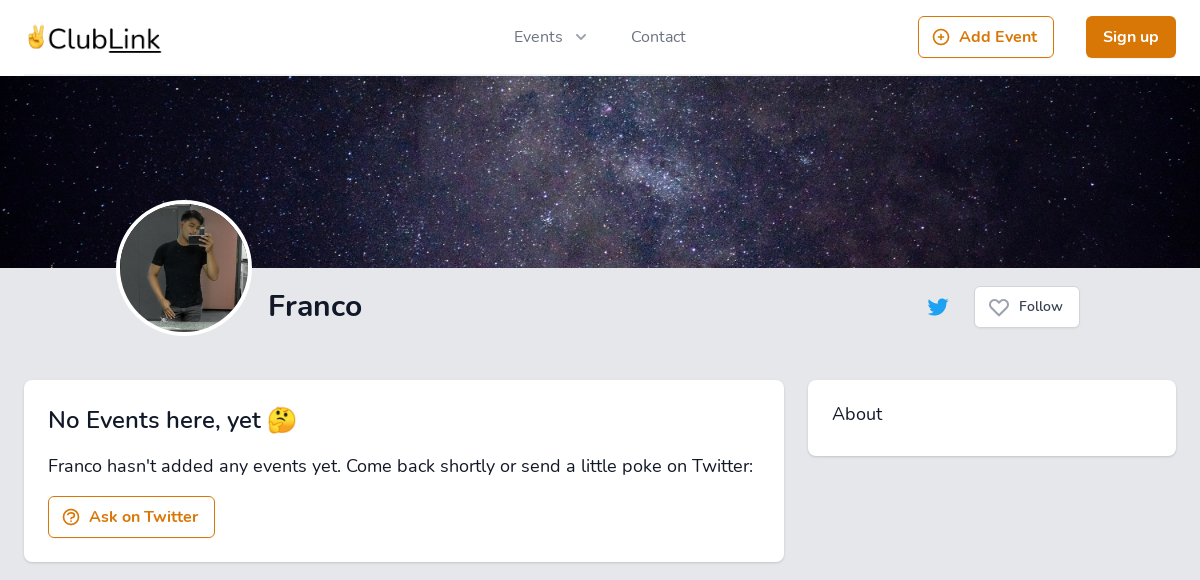 ✌ClubLink
Events
Contact
Add Event
Sign up
Franco
Follow
No Events here, yet 🤔
Franco hasn't added any events yet. Come back shortly or send a little poke on Twitter:
Ask on Twitter
About